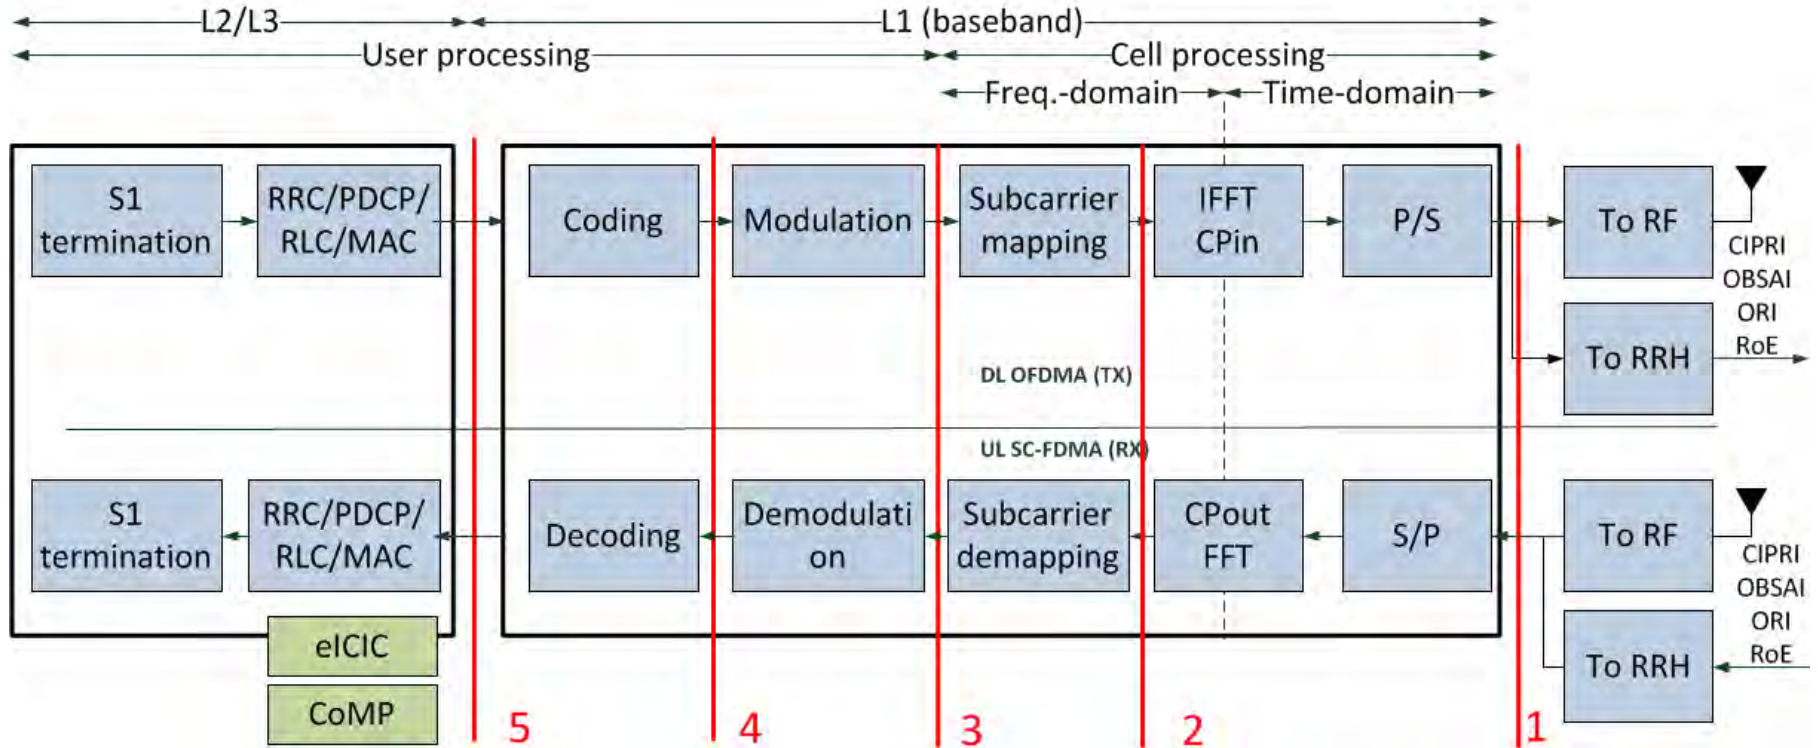 L2/L3
L1 (baseband)
User processing
Cell processing
Freq.-domain
Time-domain
S1
termination
RRC/PDCP/
RLC/MAC
Coding
Modulation
Subcarrier
mapping
IFFT
CPin
P/S
To RF
CIPRI
OBSAI
ORI
RoE
To RRH
DL OFDMA (TX)
UL SC-FDMA (RX)
S1
termination
RRC/PDCP/
RLC/MAC
Decoding
Demodulati
on
Subcarrier
demapping
CPout
FFT
S/P
To RF
CIPRI
OBSAI
ORI
RoE
To RRH
eICIC
CoMP
5
4
3
2
1